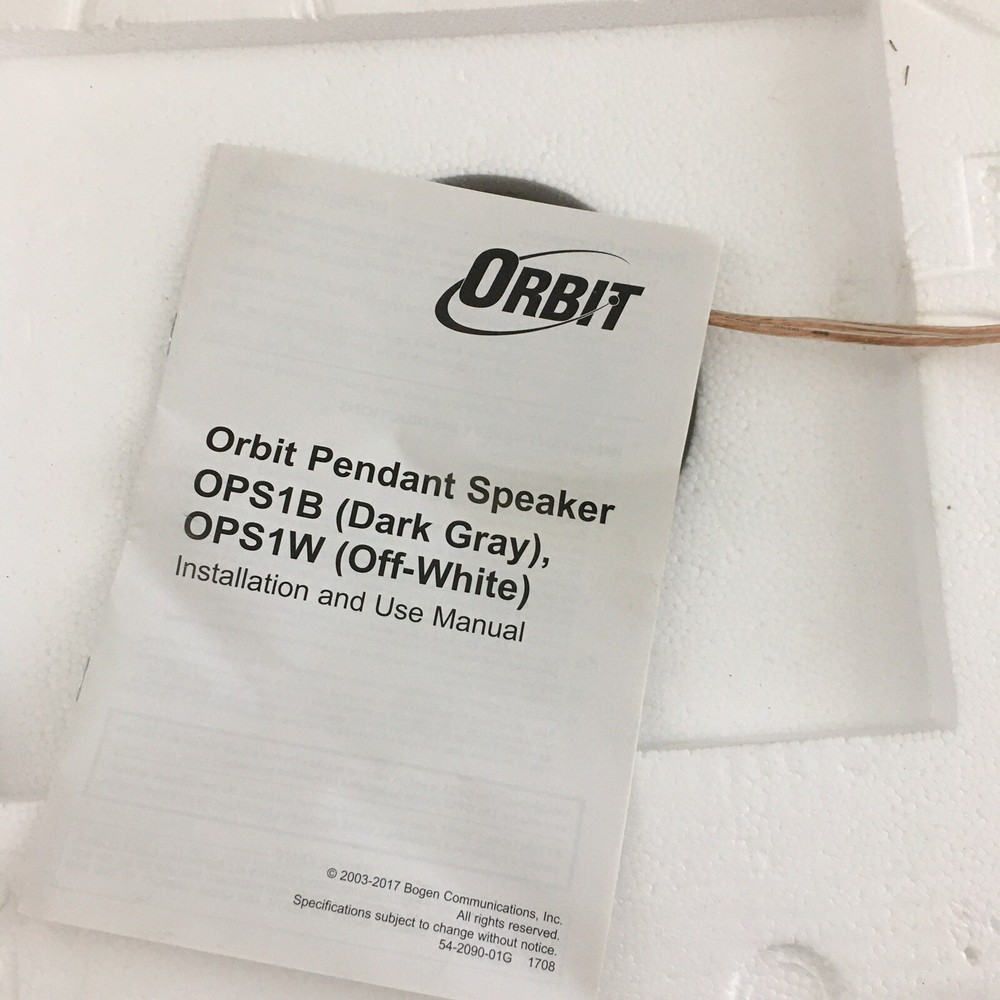 ORBIT
Orbit Pendant Speaker
OPS1B (Dark Gray),
OPS1W (Off-White)
Installation and Use Manual
© 2003-2017 Bogen Communications, Inc.
All rights reserved.
Specifications subject to change without notice.
54-2090-01G 1708